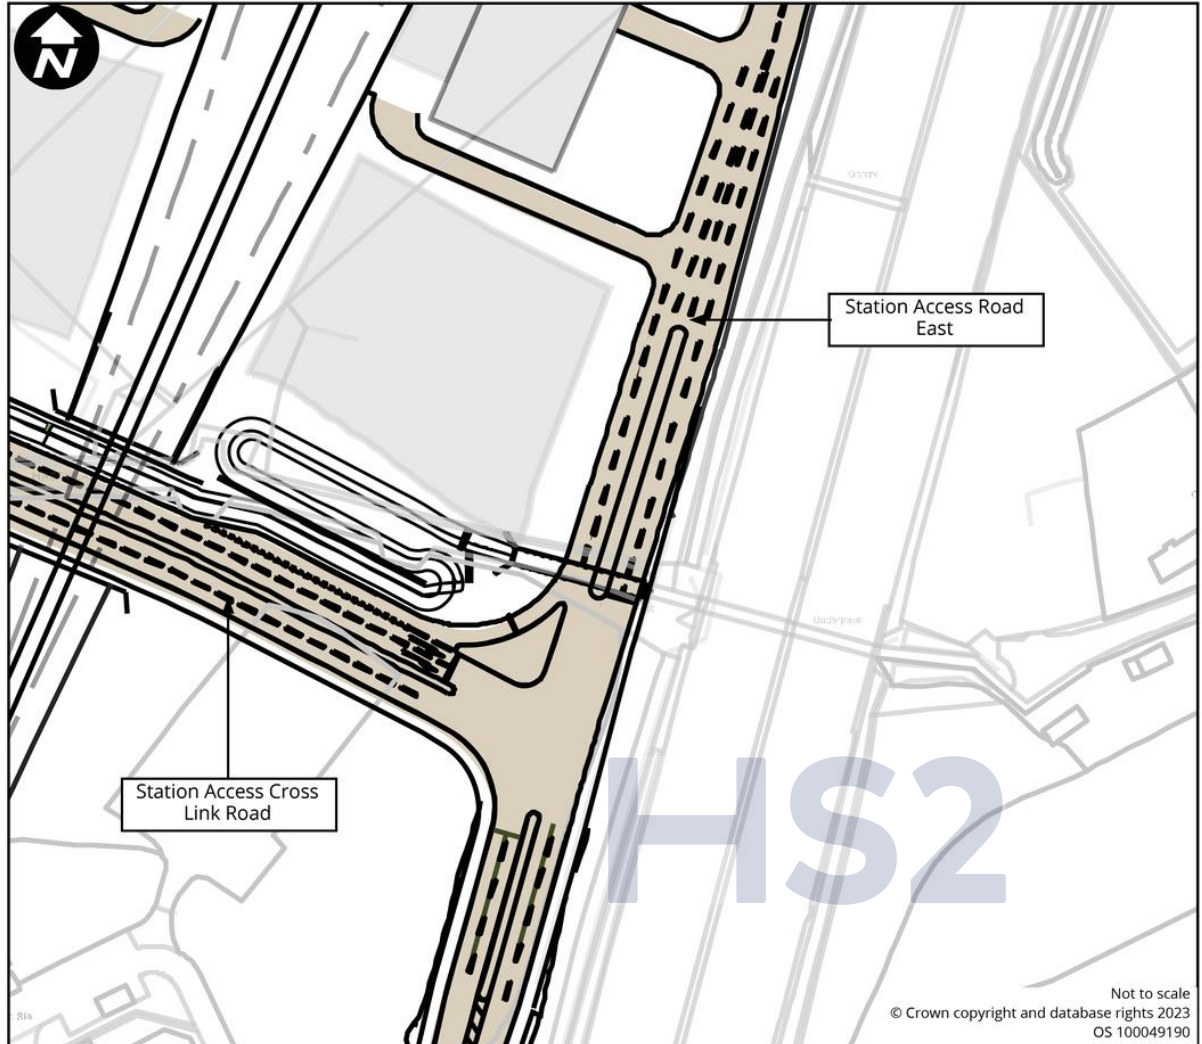 N
Station Access Road
East
Underpass
Station Access Cross
Link Road
HS2
Not to scale
© Crown copyright and database rights 2023
OS 100049190